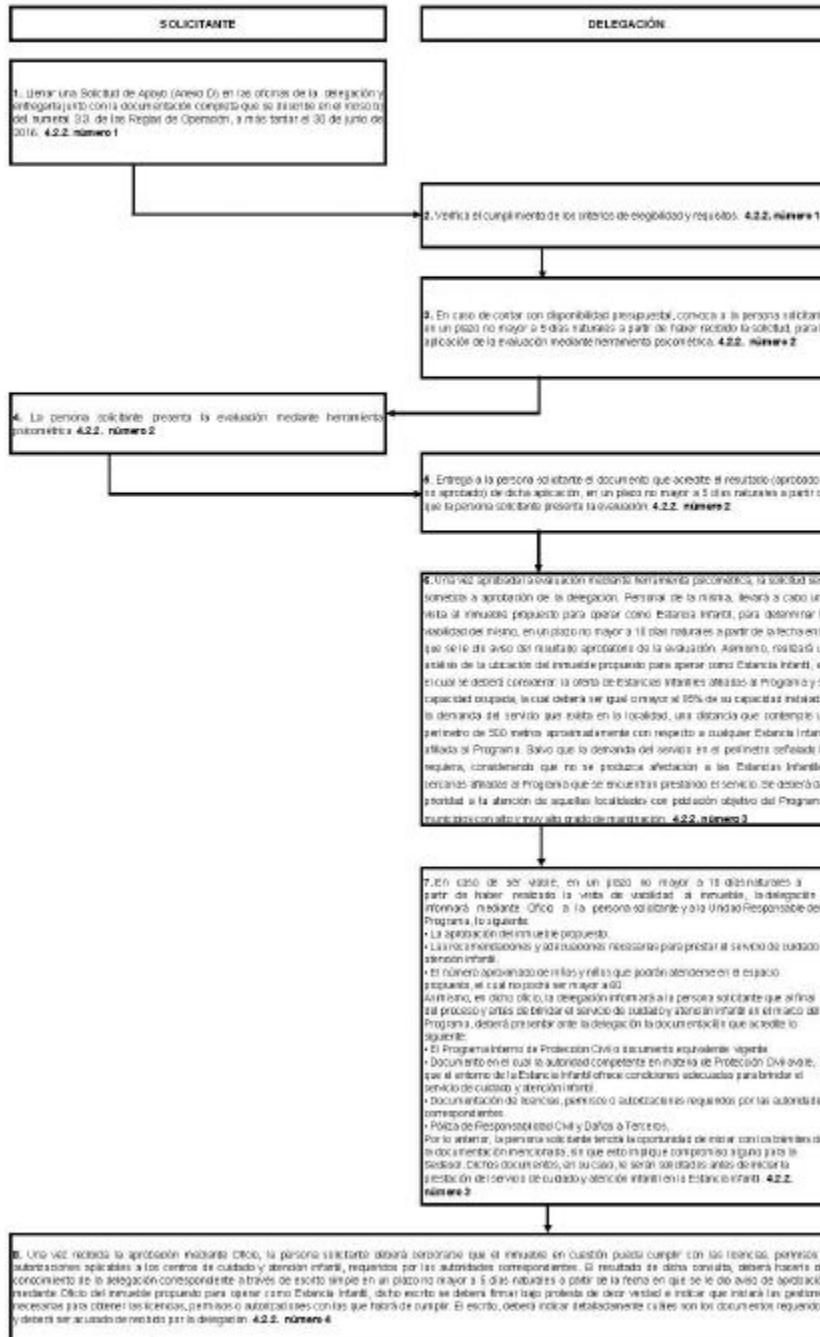 SOLICITANTE
DELEGACIÓN
1. Llenar una Solicitud de Apoyo (Anexo D) en las oficinas de la delegación y
entregarla junto con la documentación completa que se describe en el inciso b)
del numeral 3.3. de las Reglas de Operación, a más tardar el 30 de junio de
2016. 4.2.2. número 1
2. Verifica el cumplimiento de los criterios de elegibilidad y requisitos. 4.2.2. número 1
3. En caso de contar con disponibilidad presupuestal, convoca a la persona solicitant
en un plazo no mayor a 5 días naturales a partir de haber recibido la solicitud, para l
aplicación de la evaluación mediante herramienta psicométrica. 4.2.2. número 2
4. La persona solicitante presenta la evaluación mediante herramienta
psicométrica 4.2.2. número 2
5. Entrega a la persona solicitante el documento que acredite el resultado (aprobado
no aprobado) de dicha aplicación, en un plazo no mayor a 5 días naturales a partir d
que la persona solicitante presenta la evaluación. 4.2.2. número 2
6. Una vez aprobada la evaluación mediante herramienta psicométrica, la solicitud ser
sometida a aprobación de la delegación. Personal de la misma, llevará a cabo un
visita al inmueble propuesto para operar como Estancia Infantil, para determinar l
viabilidad del mismo, en un plazo no mayor a 10 días naturales a partir de la fecha en
que se le dio aviso del resultado aprobatorio de la evaluación. Asimismo, realizará u
análisis de la ubicación del inmueble propuesto para operar como Estancia Infantil, e
el cual se deberá considerar: la oferta de Estancias Infantiles afiliadas al Programa y s
capacidad ocupada, la cual deberá ser igual o mayor al 85% de su capacidad instalad
la demanda del servicio que exista en la localidad, una distancia que contemple u
perímetro de 500 metros aproximadamente con respecto a cualquier Estancia Infan
afiliada al Programa. Salvo que la demanda del servicio en el perímetro señalado l
requiera, considerando que no se produzca afectación a las Estancias Infantile
cercanas afiliadas al Programa que se encuentran prestando el servicio. Se deberá da
prioridad a la atención de aquellas localidades con población objetivo del Program
municipios con alto y muy alto grado de marginación. 4.2.2. número 3
7. En caso de ser viable, en un plazo no mayor a 10 días naturales a
partir de haber realizado la visita de viabilidad al inmueble, la delegación
informará mediante Oficio a la persona solicitante y a la Unidad Responsable del
Programa, lo siguiente:
• La aprobación del inmueble propuesto.
• Las recomendaciones y adecuaciones necesarias para prestar el servicio de cuidado
atención infantil.
• El número aproximado de niñas y niños que podrán atenderse en el espacio
propuesto, el cual no podrá ser mayor a 60.
Asimismo, en dicho oficio, la delegación informará a la persona solicitante que al final
del proceso y antes de brindar el servicio de cuidado y atención infantil en el marco del
Programa, deberá presentar ante la delegación la documentación que acredite lo
siguiente:
• El Programa Interno de Protección Civil o documento equivalente vigente
• Documento en el cual la autoridad competente en materia de Protección Civil avale,
que el entorno de la Estancia Infantil ofrece condiciones adecuadas para brindar el
servicio de cuidado y atención infantil.
• Documentación de licencias, permisos o autorizaciones requeridos por las autoridade
correspondientes.
• Póliza de Responsabilidad Civil y Daños a Terceros.
Por lo anterior, la persona solicitante tendrá la oportunidad de iniciar con los trámites de
la documentación mencionada, sin que esto implique compromiso alguno para la
Sedesol. Dichos documentos, en su caso, le serán solicitados antes de iniciar la
prestación del servicio de cuidado y atención infantil en la Estancia Infantil. 4.2.2.
número 3
8. Una vez recibida la aprobación mediante Oficio, la persona solicitante deberá cerciorarse que el inmueble en cuestión pueda cumplir con las licencias, permisos
autorizaciones aplicables a los centros de cuidado y atención infantil, requeridos por las autoridades correspondientes. El resultado de dicha consulta, deberá hacerlo d
conocimiento de la delegación correspondiente a través de escrito simple en un plazo no mayor a 5 días naturales a partir de la fecha en que se le dio aviso de aprobació
mediante Oficio del inmueble propuesto para operar como Estancia Infantil, dicho escrito se deberá firmar bajo protesta de decir verdad e indicar que iniciará las gestione
necesarias para obtener las licencias, permisos o autorizaciones con las que habrá de cumplir. El escrito, deberá indicar detalladamente cuáles son los documentos requerido
y deberá ser acusado de recibido por la delegación. 4.2.2. número 4